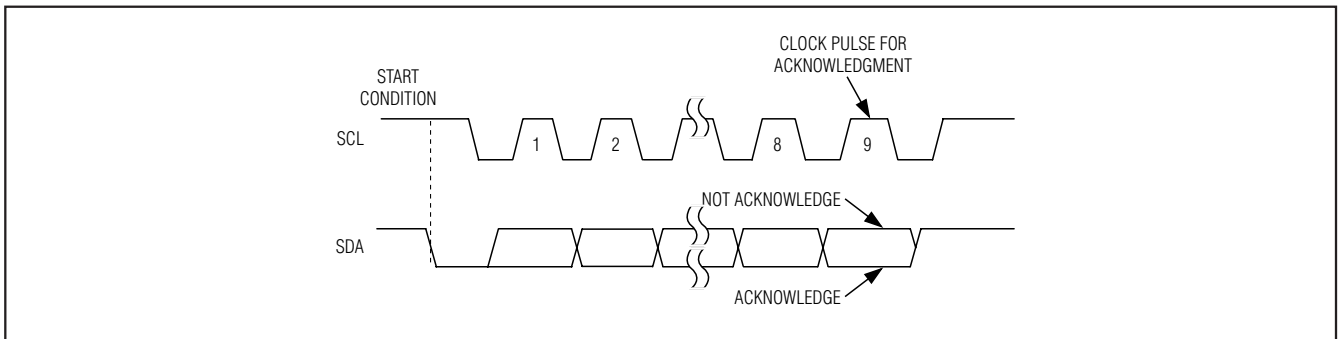 CLOCK PULSE FOR
ACKNOWLEDGMENT
START
CONDITION
SCL
1
2
8
9
NOT ACKNOWLEDGE
SDA
ACKNOWLEDGE